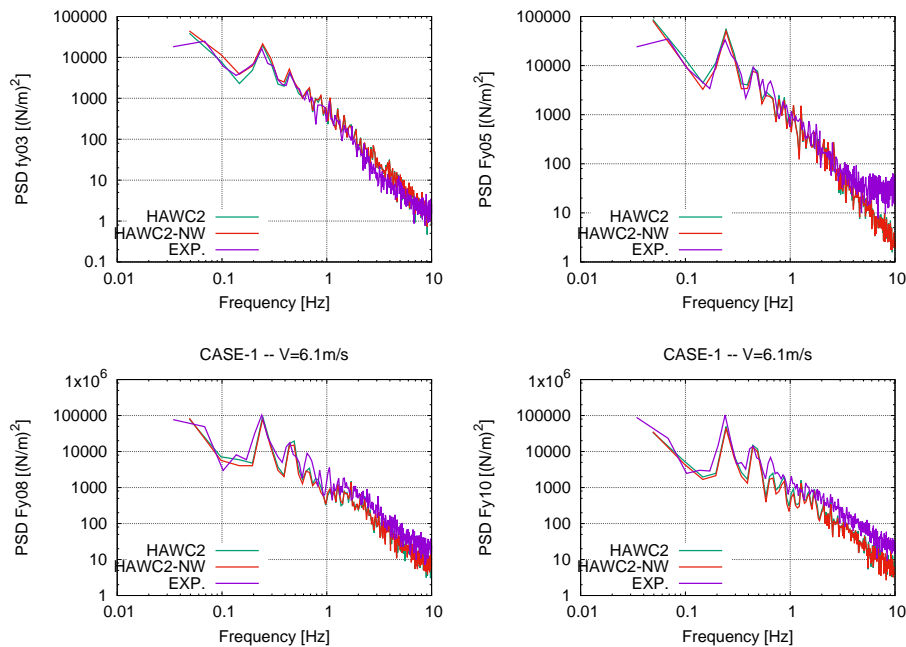 100000
10000
1000
100
10
1
0.1
PSD fy03 [(N/m)²]
HAWC2
HAWC2-NW
EXP.
0.01 0.1 1 10
Frequency [Hz]
100000
10000
1000
100
10
1
PSD Fy05 [(N/m)²]
HAWC2
HAWC2-NW
EXP.
0.01 0.1 1 10
Frequency [Hz]
CASE-1 -- V=6.1m/s
1x10⁶
100000
10000
1000
100
10
1
PSD Fy08 [(N/m)²]
HAWC2
HAWC2-NW
EXP.
0.01 0.1 1 10
Frequency [Hz]
CASE-1 -- V=6.1m/s
1x10⁶
100000
10000
1000
100
10
1
PSD Fy10 [(N/m)²]
HAWC2
HAWC2-NW
EXP.
0.01 0.1 1 10
Frequency [Hz]